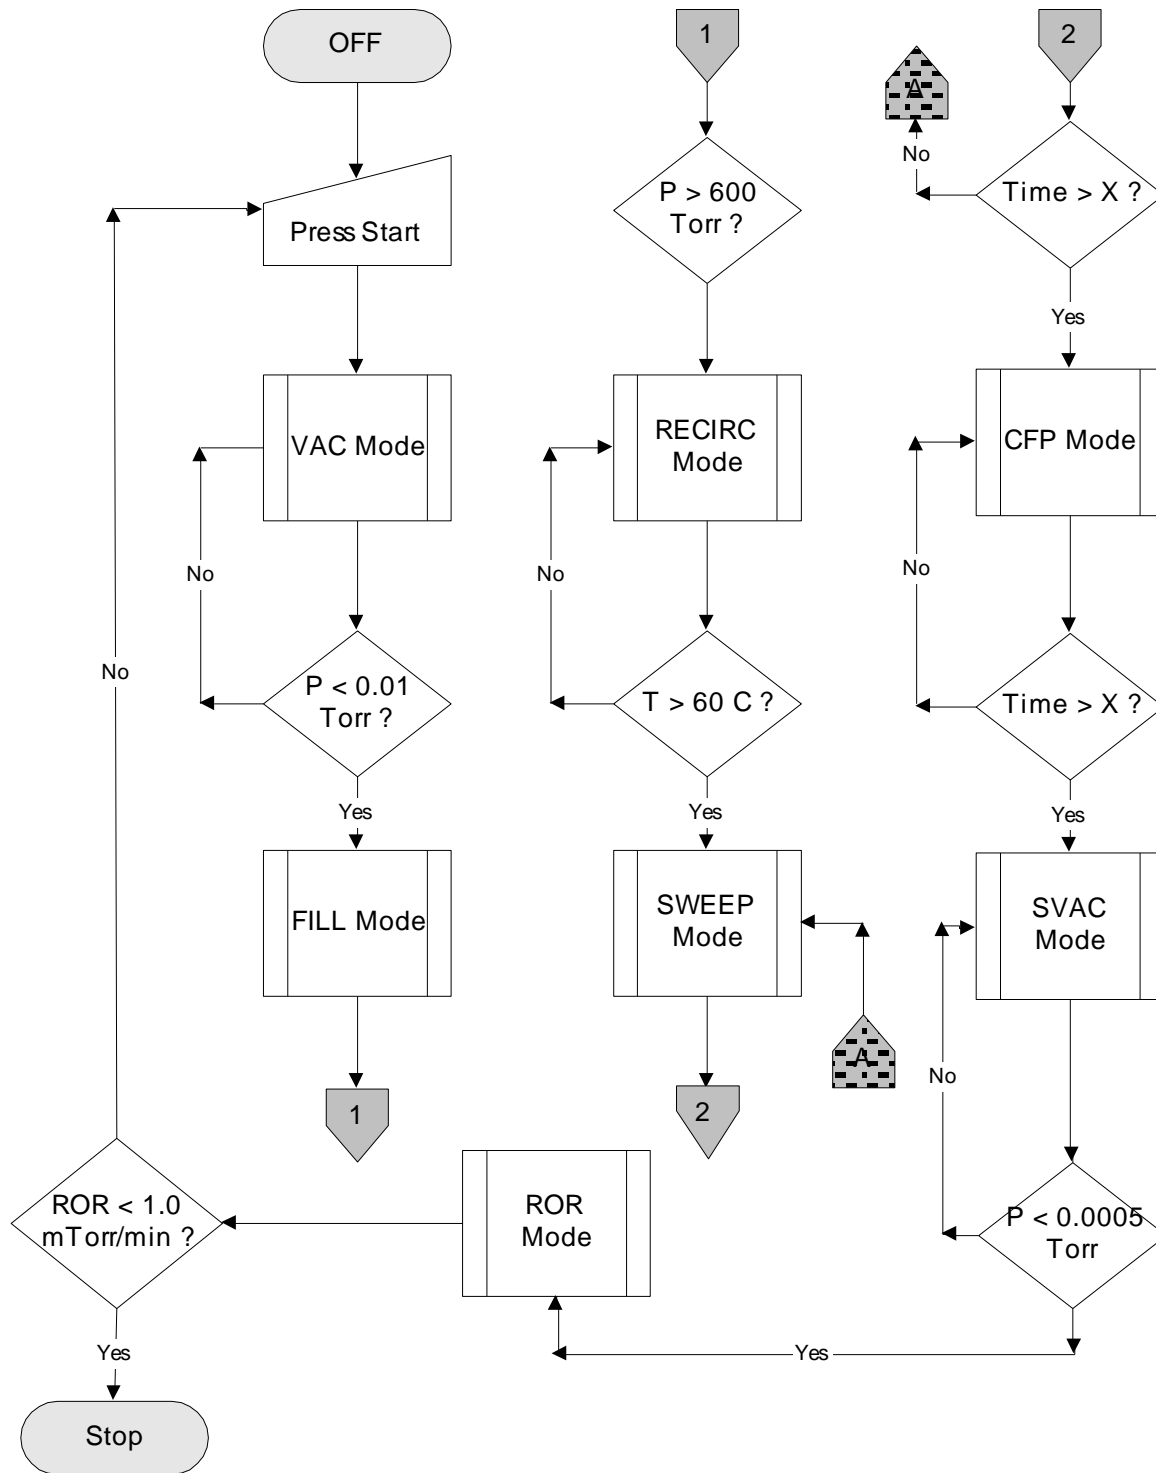 OFF
Press Start
VAC Mode
No
P < 0.01
Torr ?
Yes
FILL Mode
1
1
P > 600
Torr ?
RECIRC
Mode
No
T > 60 C ?
Yes
SWEEP
Mode
A
2
2
A
No
Time > X ?
Yes
CFP Mode
No
Time > X ?
Yes
SVAC
Mode
No
P < 0.0005
Torr
Yes
ROR
Mode
ROR < 1.0
mTorr/min ?
No
Yes
Stop